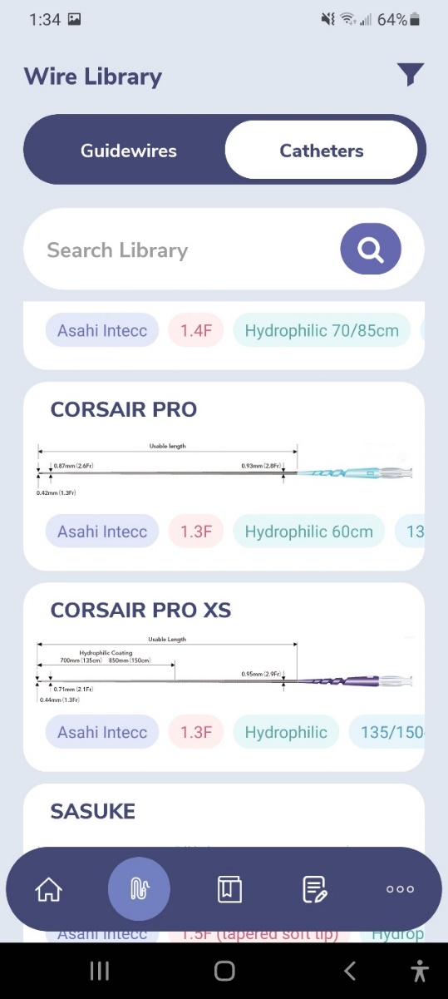 1:34 64%
Wire Library
Guidewires Catheters
Search Library
Asahi Intecc 1.4F Hydrophilic 70/85cm
CORSAIR PRO
Usable length
0.87mm (2.6Fr) 0.93mm (2.8Fr)
0.42mm (1.3Fr)
Asahi Intecc 1.3F Hydrophilic 60cm 13
CORSAIR PRO XS
Usable Length
Hydrophilic Coating
700mm (135cm) 850mm (150cm)
0.95mm (2.9Fr)
0.71mm (2.1Fr)
0.44mm (1.3Fr)
Asahi Intecc 1.3F Hydrophilic 135/150
SASUKE
Asahi Intecc 1.5F (tapered soft tip) Hydrop